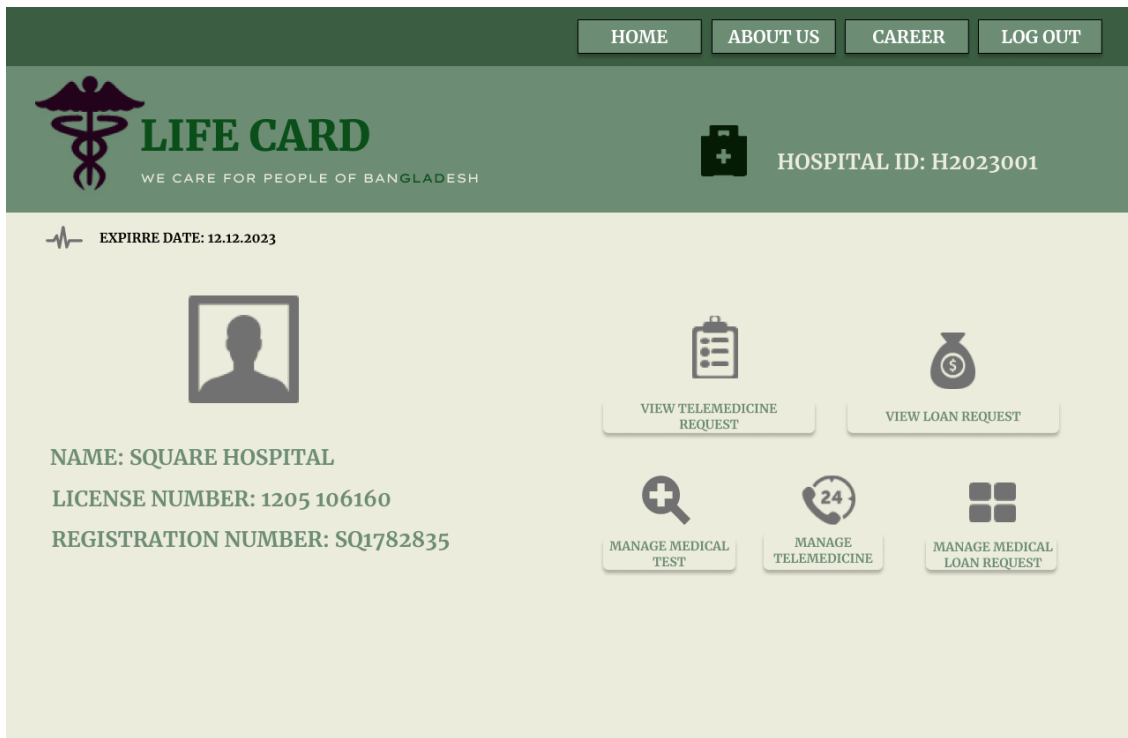 HOME ABOUT US CAREER LOG OUT
LIFE CARD
WE CARE FOR PEOPLE OF BANGLADESH
HOSPITAL ID: H2023001
EXPIRRE DATE: 12.12.2023
$
VIEW TELEMEDICINE
REQUEST
VIEW LOAN REQUEST
NAME: SQUARE HOSPITAL
LICENSE NUMBER: 1205 106160
REGISTRATION NUMBER: SQ1782835
24
MANAGE MEDICAL
TEST
MANAGE
TELEMEDICINE
MANAGE MEDICAL
LOAN REQUEST